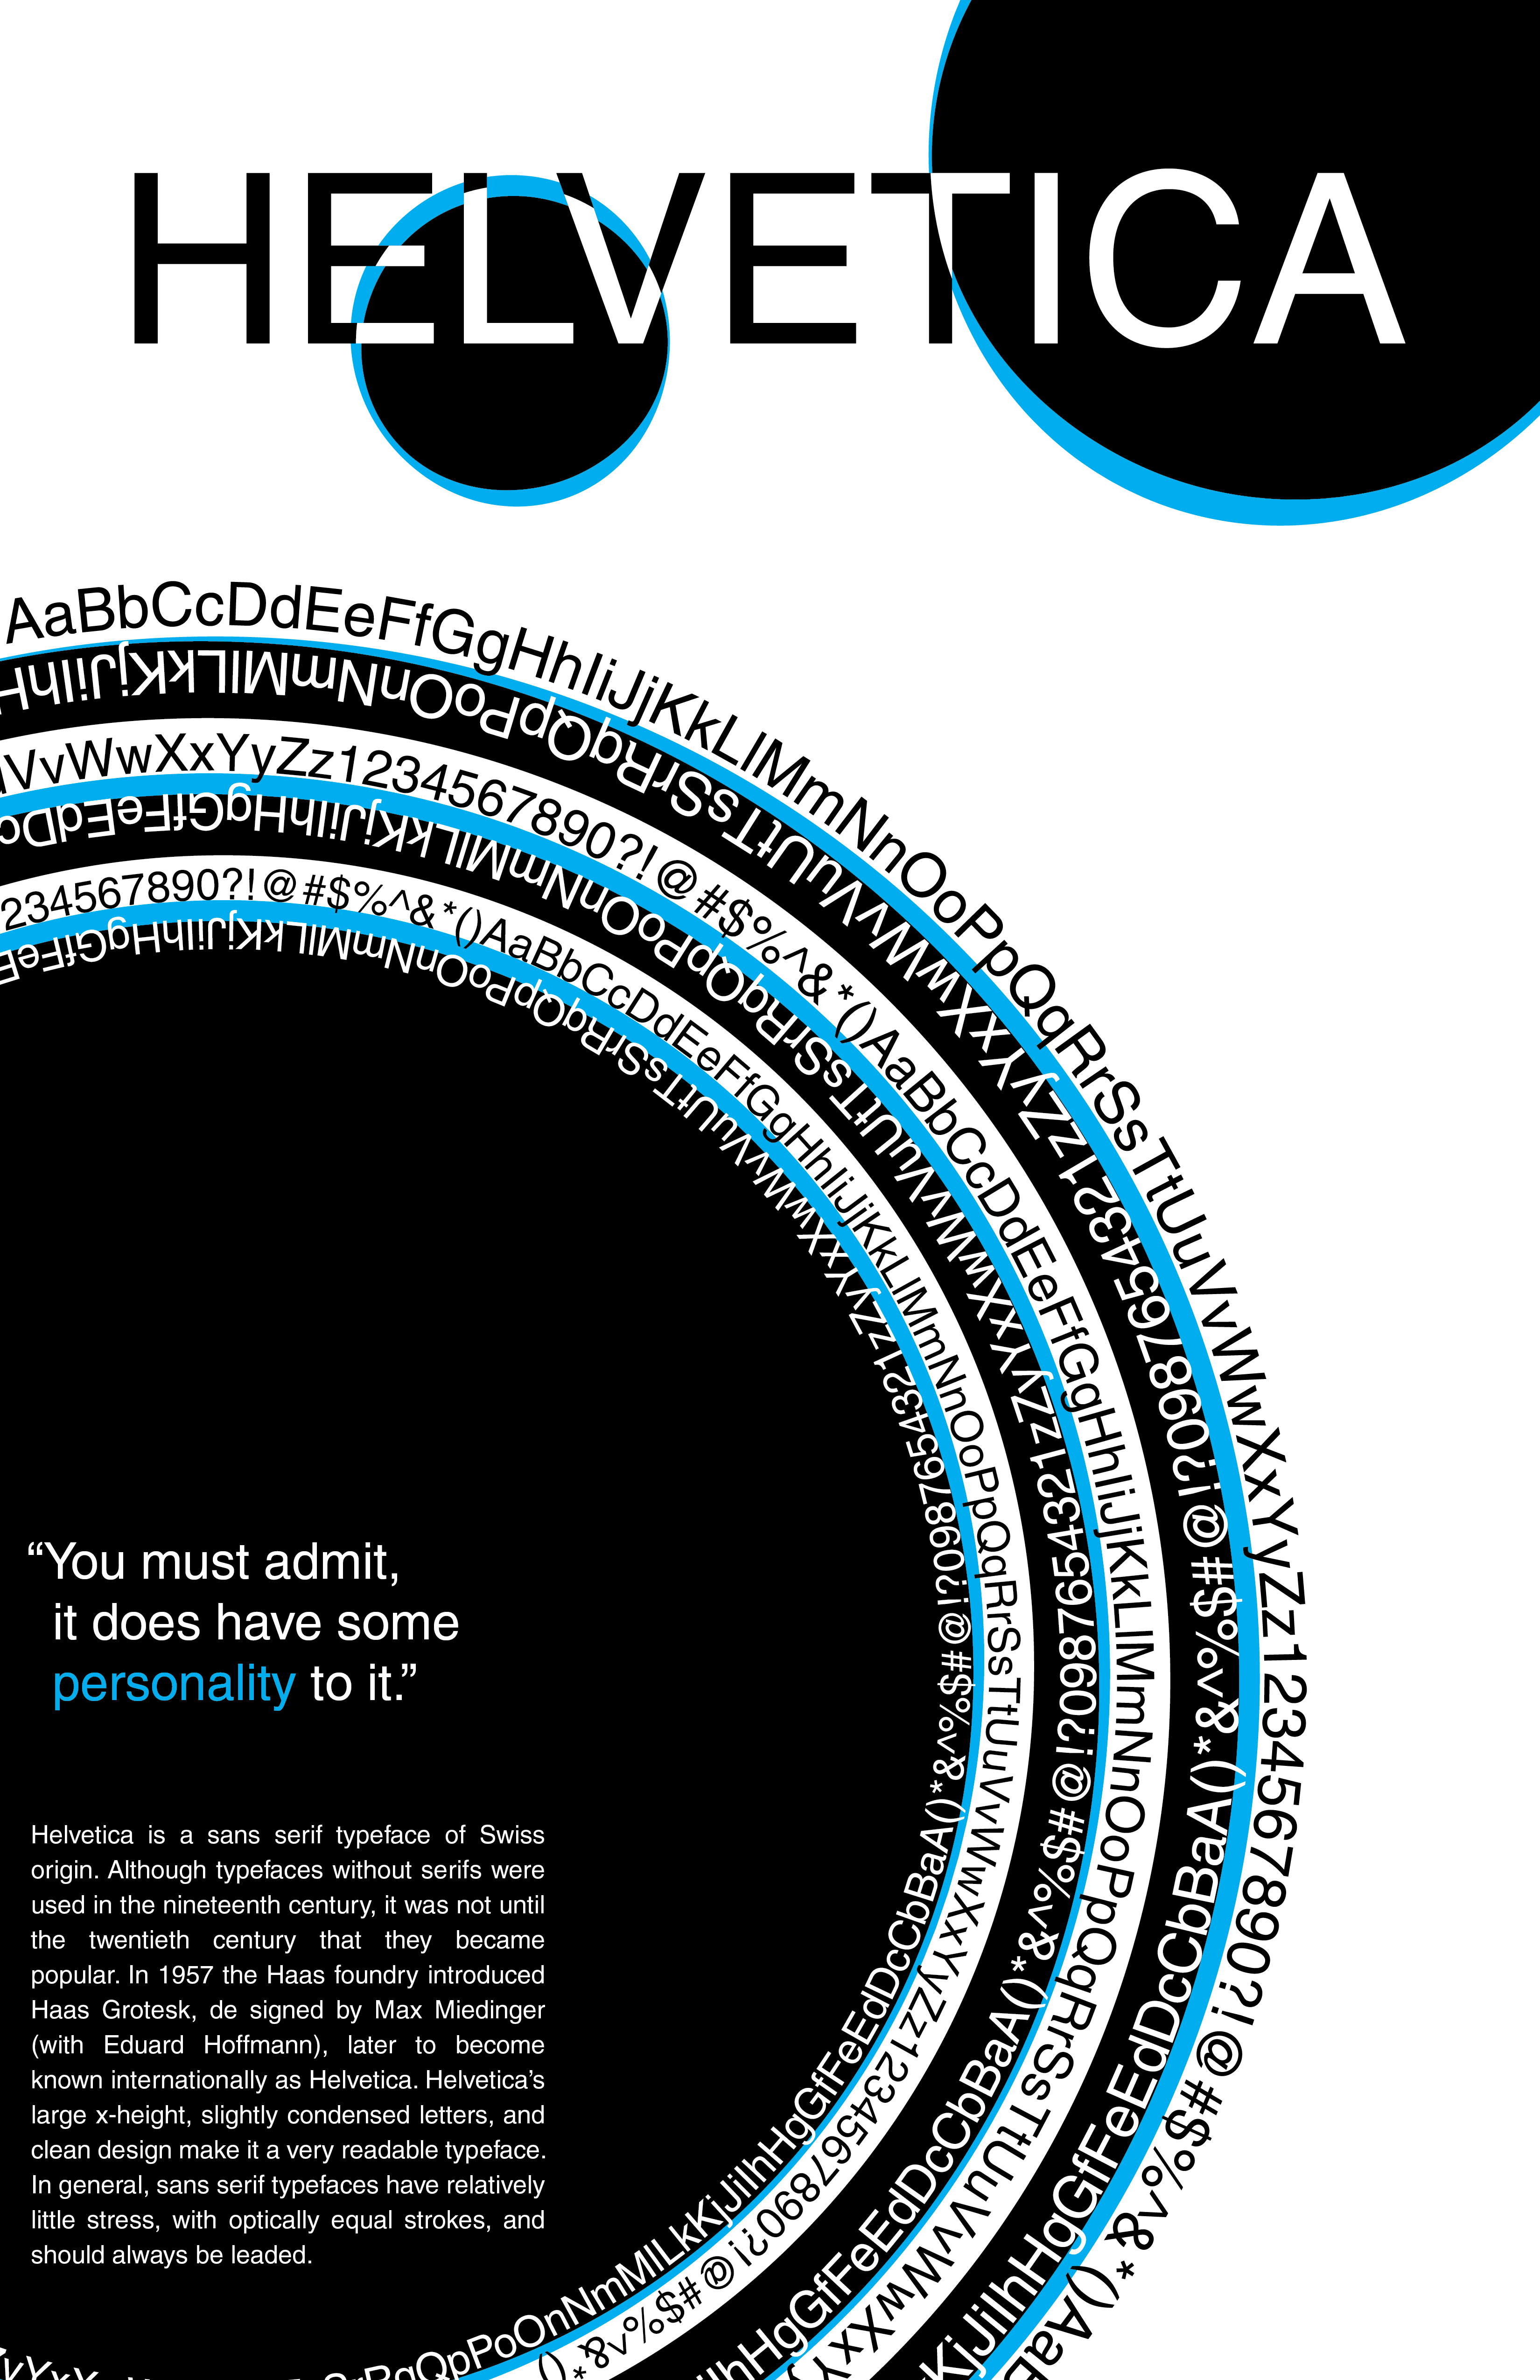 HELVETICA
AaBbCcDdEeFfGgHhIiJjKkLlMmNnOoPpQqRrSsTtUuVvWwXxYyZz1234567890?!@#$%^&*()Aa
VvWwXxYyZz1234567890?!@#$%^&*()AaBbCcDdEeFfGgHhIiJjKkLlMmNnOoPpQqRrSsTtUuVvWwXxYy
234567890?!@#$%^&*()AaBbCcDdEeFfGgHhIiJjKkLlMmNnOoPpQqRrSsTtUuVvWwXxYyZz1234567890?!@#$%^&*()
“You must admit,
it does have some
personality to it.”
Helvetica is a sans serif typeface of Swiss
origin. Although typefaces without serifs were
used in the nineteenth century, it was not until
the twentieth century that they became
popular. In 1957 the Haas foundry introduced
Haas Grotesk, de signed by Max Miedinger
(with Eduard Hoffmann), later to become
known internationally as Helvetica. Helvetica’s
large x-height, slightly condensed letters, and
clean design make it a very readable typeface.
In general, sans serif typefaces have relatively
little stress, with optically equal strokes, and
should always be leaded.